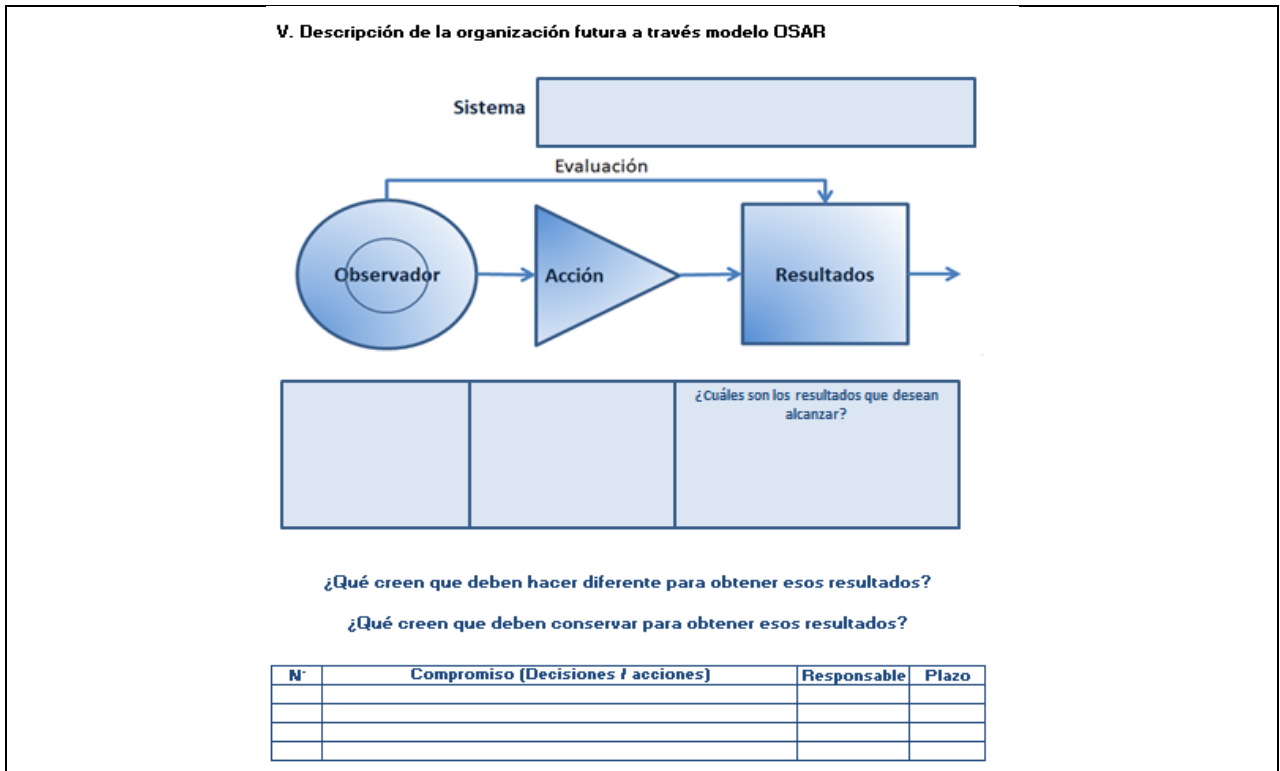 V. Descripción de la organización futura a través modelo OSAR
Sistema
Evaluación
Observador
Acción
Resultados
¿Cuáles son los resultados que desean
alcanzar?
¿Qué creen que deben hacer diferente para obtener esos resultados?
¿Qué creen que deben conservar para obtener esos resultados?
N° Compromiso (Decisiones / acciones) Responsable Plazo